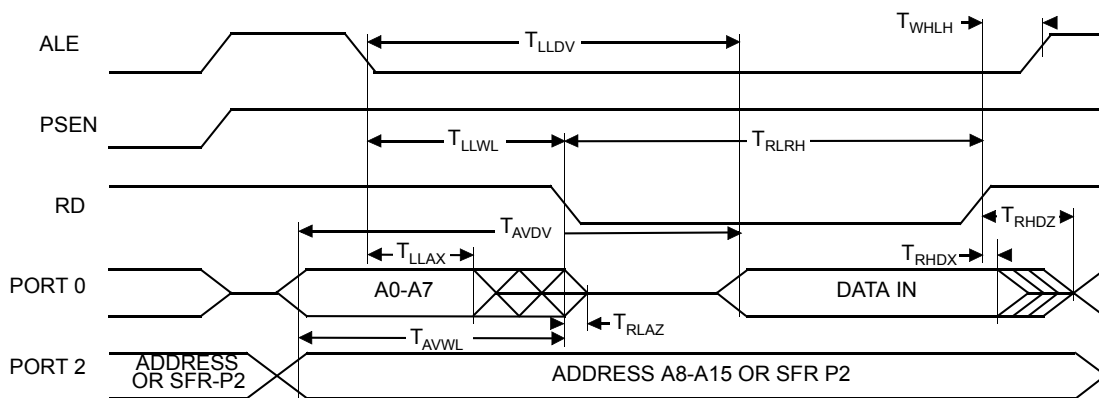 T_WHLH
ALE
T_LLDV
PSEN
T_LLWL
T_RLRH
RD
T_AVDV
T_RHDZ
T_LLAX
T_RHDX
PORT 0
A0-A7
DATA IN
T_RLAZ
T_AVWL
PORT 2
ADDRESS
OR SFR-P2
ADDRESS A8-A15 OR SFR P2